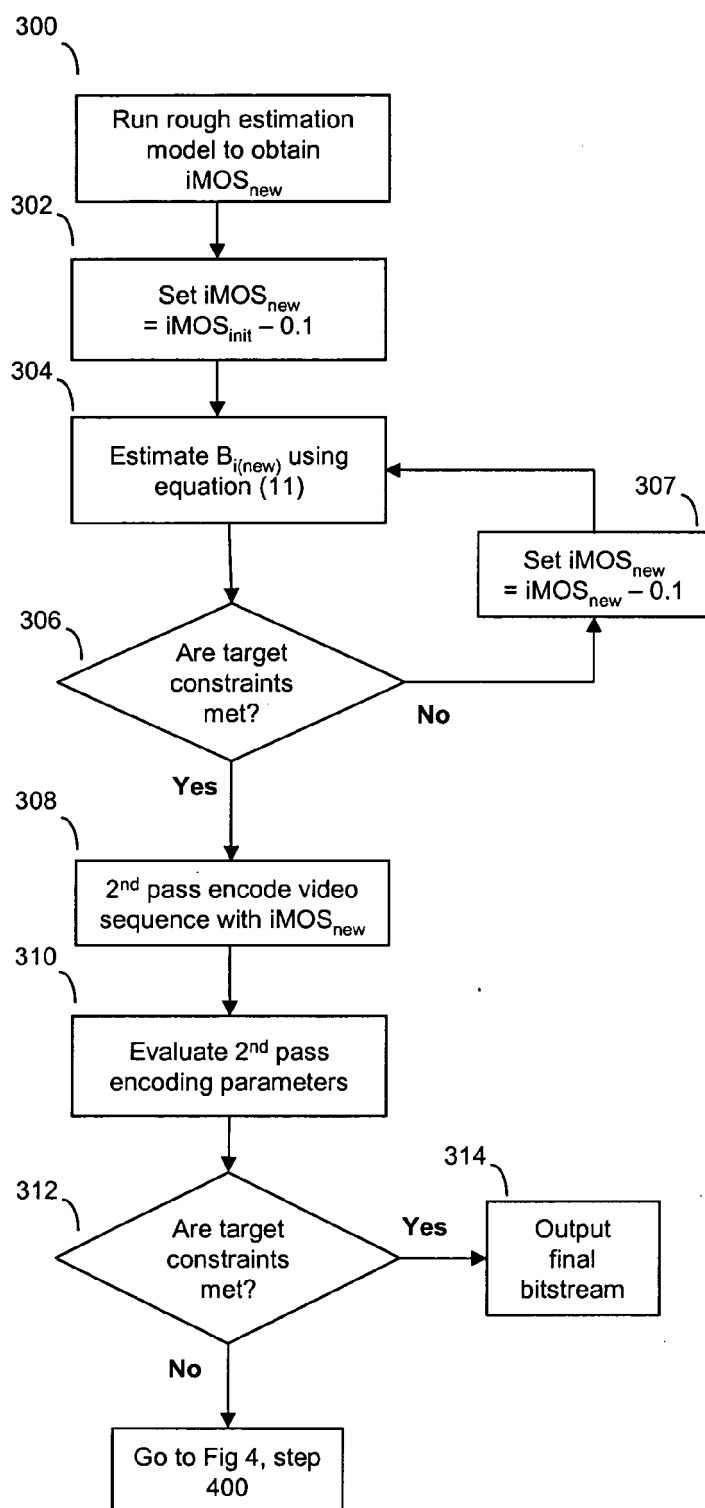 300
Run rough estimation
model to obtain
iMOSnew
302
Set iMOSnew
= iMOSinit – 0.1
304
Estimate Bi(new) using
equation (11)
307
Set iMOSnew
= iMOSnew – 0.1
306
Are target
constraints
met?
No
Yes
308
2nd pass encode video
sequence with iMOSnew
310
Evaluate 2nd pass
encoding parameters
312
Are target
constraints
met?
Yes
314
Output
final
bitstream
No
Go to Fig 4, step
400